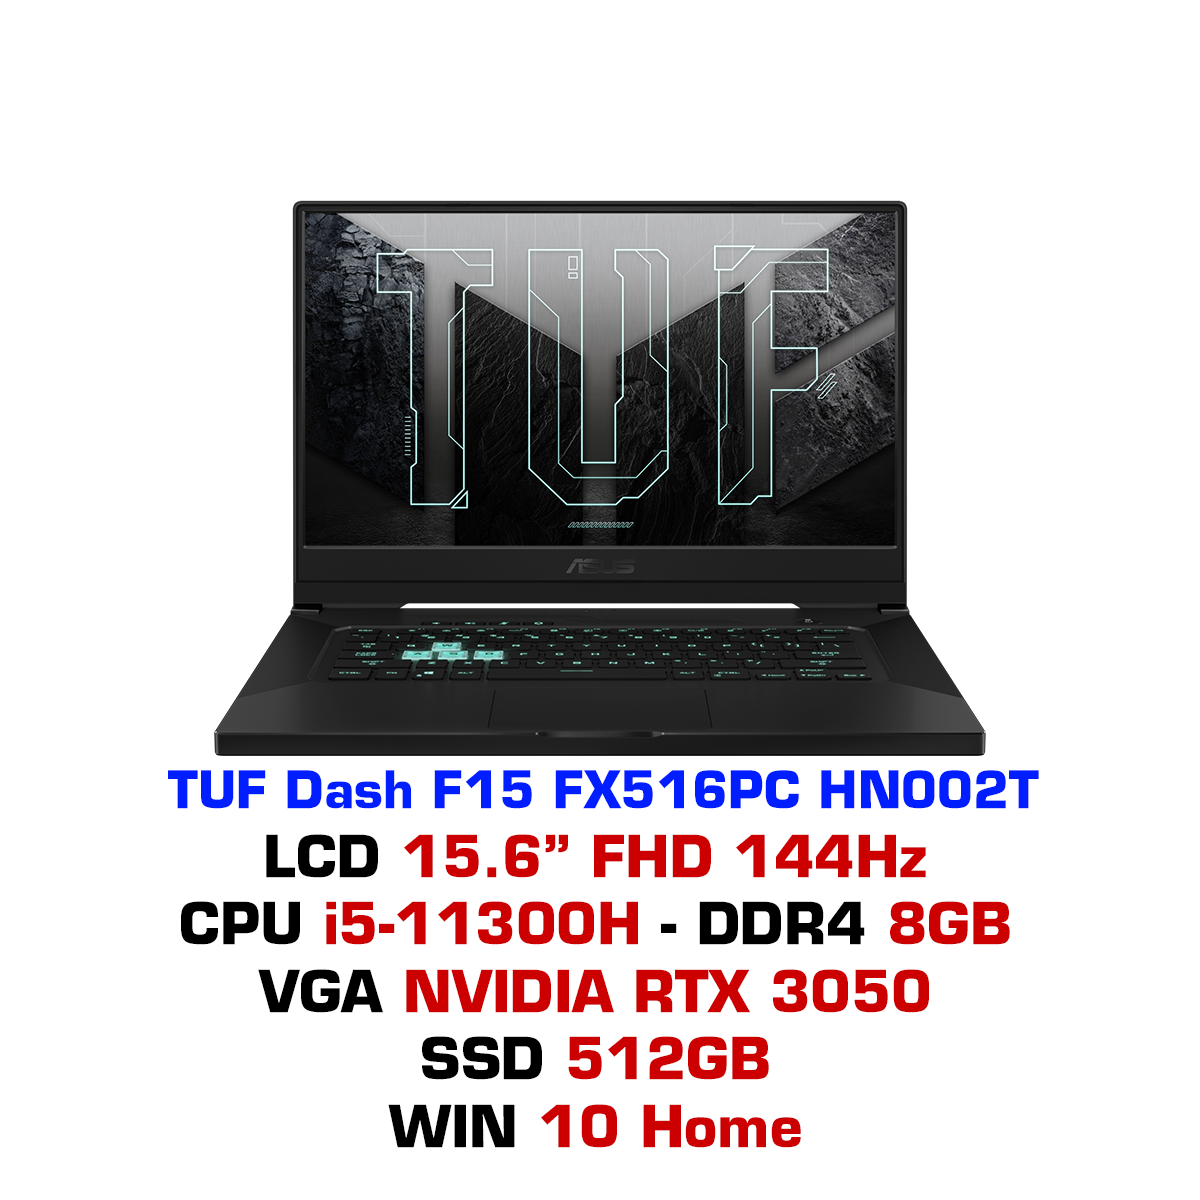 TUF
ASUS
TUF Dash F15 FX516PC HN002T
LCD 15.6” FHD 144Hz
CPU i5-11300H - DDR4 8GB
VGA NVIDIA RTX 3050
SSD 512GB
WIN 10 Home